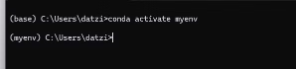 (base) C:\Users\datzi>conda activate myenv
(myenv) C:\Users\datzi>